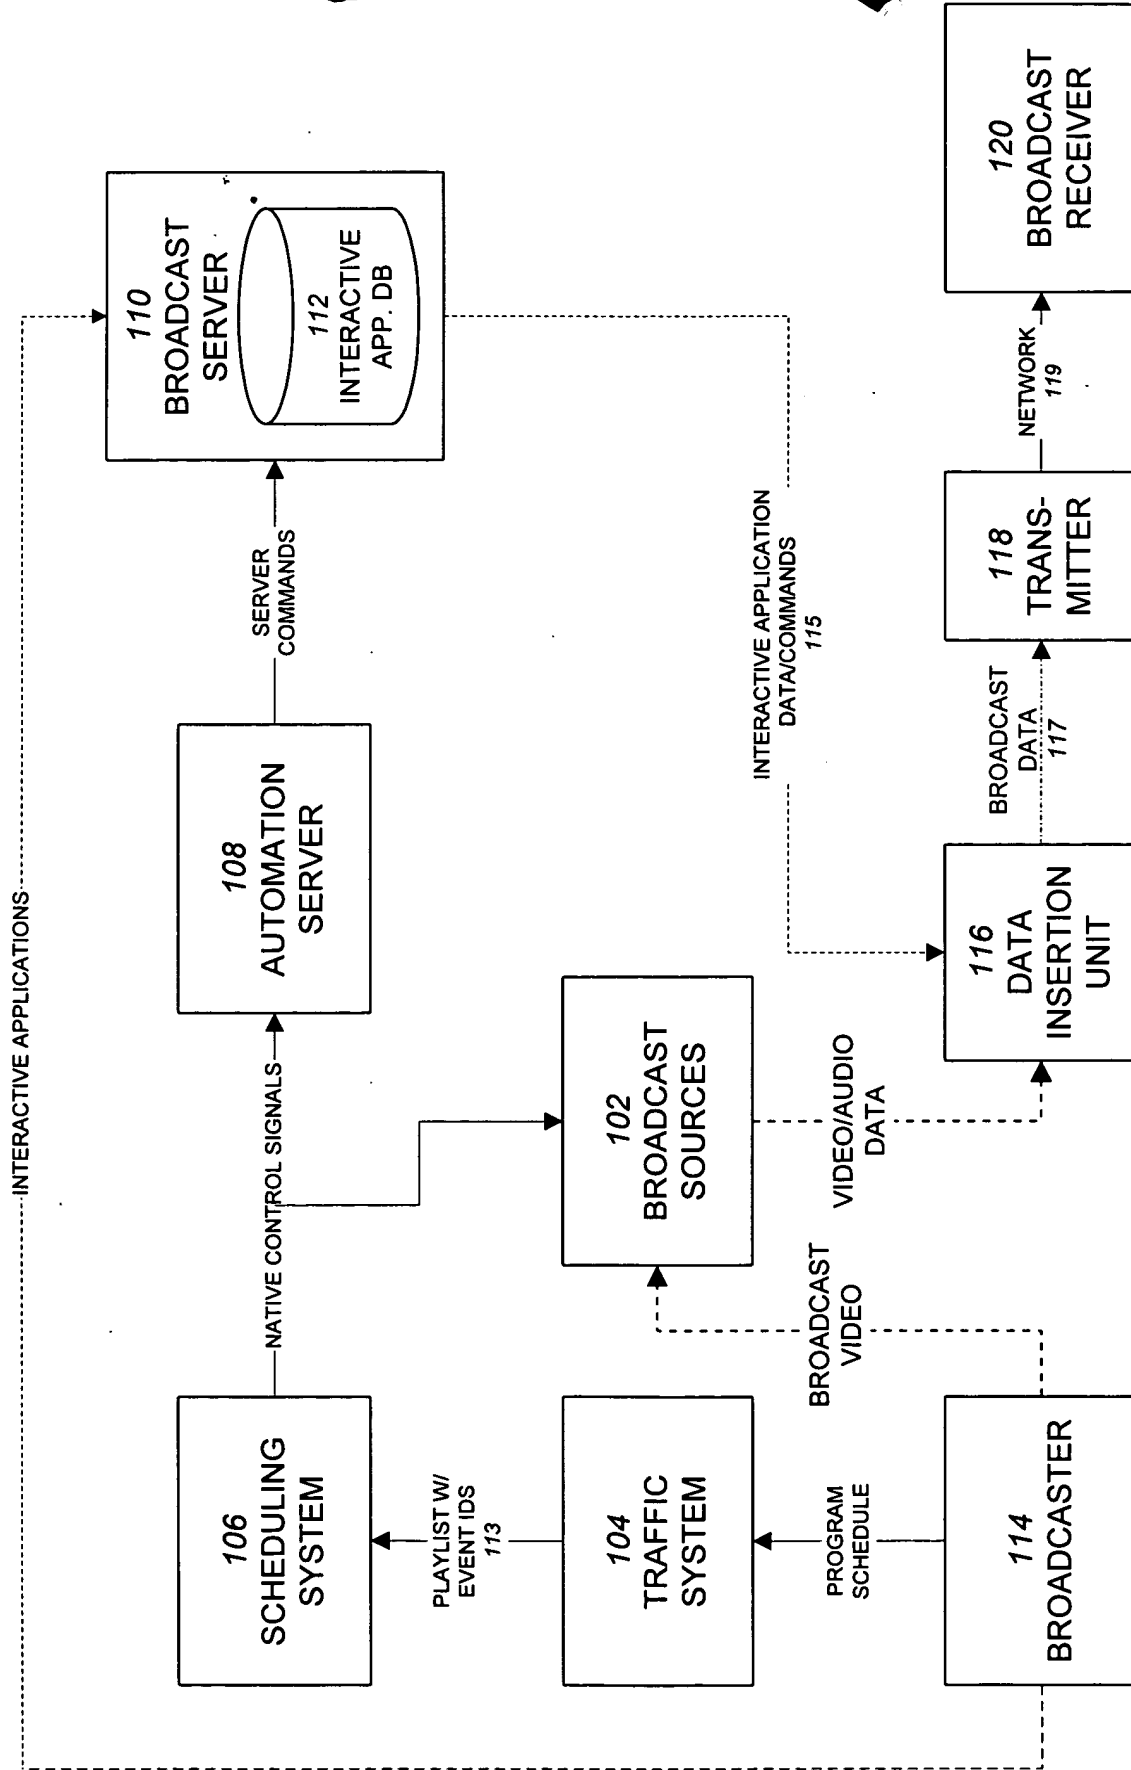 INTERACTIVE APPLICATIONS
106
SCHEDULING
SYSTEM
NATIVE CONTROL SIGNALS
108
AUTOMATION
SERVER
SERVER
COMMANDS
110
BROADCAST
SERVER
112
INTERACTIVE
APP. DB
PLAYLIST W/
EVENT IDS
113
104
TRAFFIC
SYSTEM
102
BROADCAST
SOURCES
INTERACTIVE APPLICATION
DATA/COMMANDS
115
PROGRAM
SCHEDULE
BROADCAST
VIDEO
VIDEO/AUDIO
DATA
114
BROADCASTER
116
DATA
INSERTION
UNIT
BROADCAST
DATA
117
118
TRANS-
MITTER
NETWORK
119
120
BROADCAST
RECEIVER